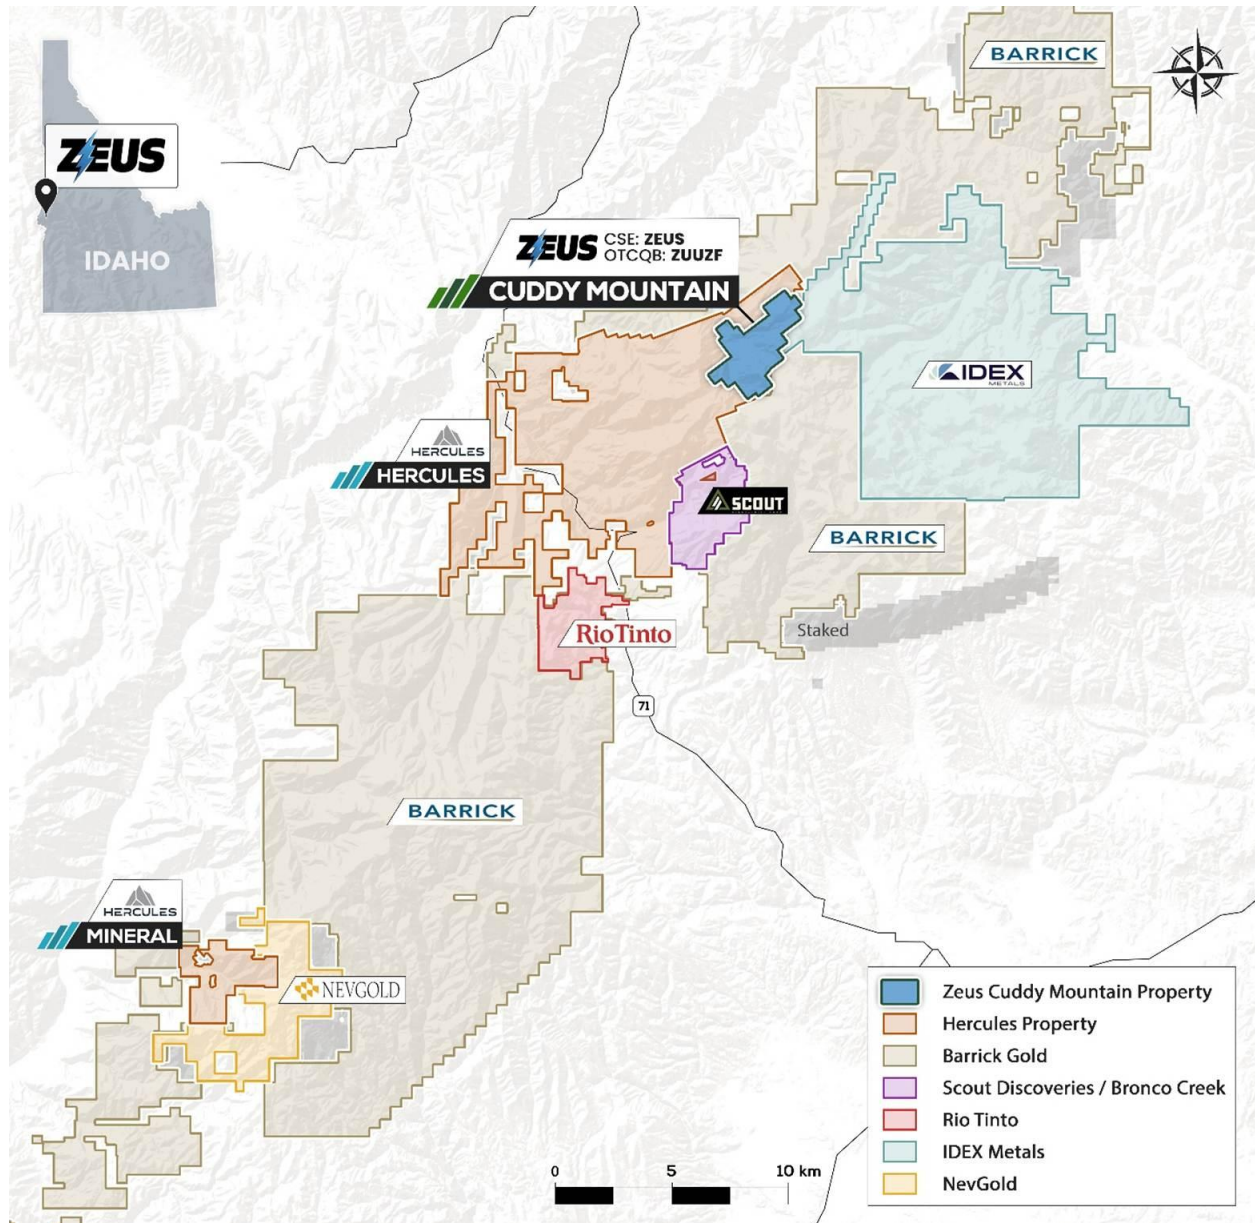 BARRICK
ZEUS
IDAHO
ZEUS CSE: ZEUS
OTCQB: ZUUZF
CUDDY MOUNTAIN
IDEX
METALS
HERCULES
HERCULES
SCOUT
BARRICK
Staked
RioTinto
71
BARRICK
HERCULES
MINERAL
NEVGOLD
Zeus Cuddy Mountain Property
Hercules Property
Barrick Gold
Scout Discoveries / Bronco Creek
Rio Tinto
IDEX Metals
NevGold
0 5 10 km